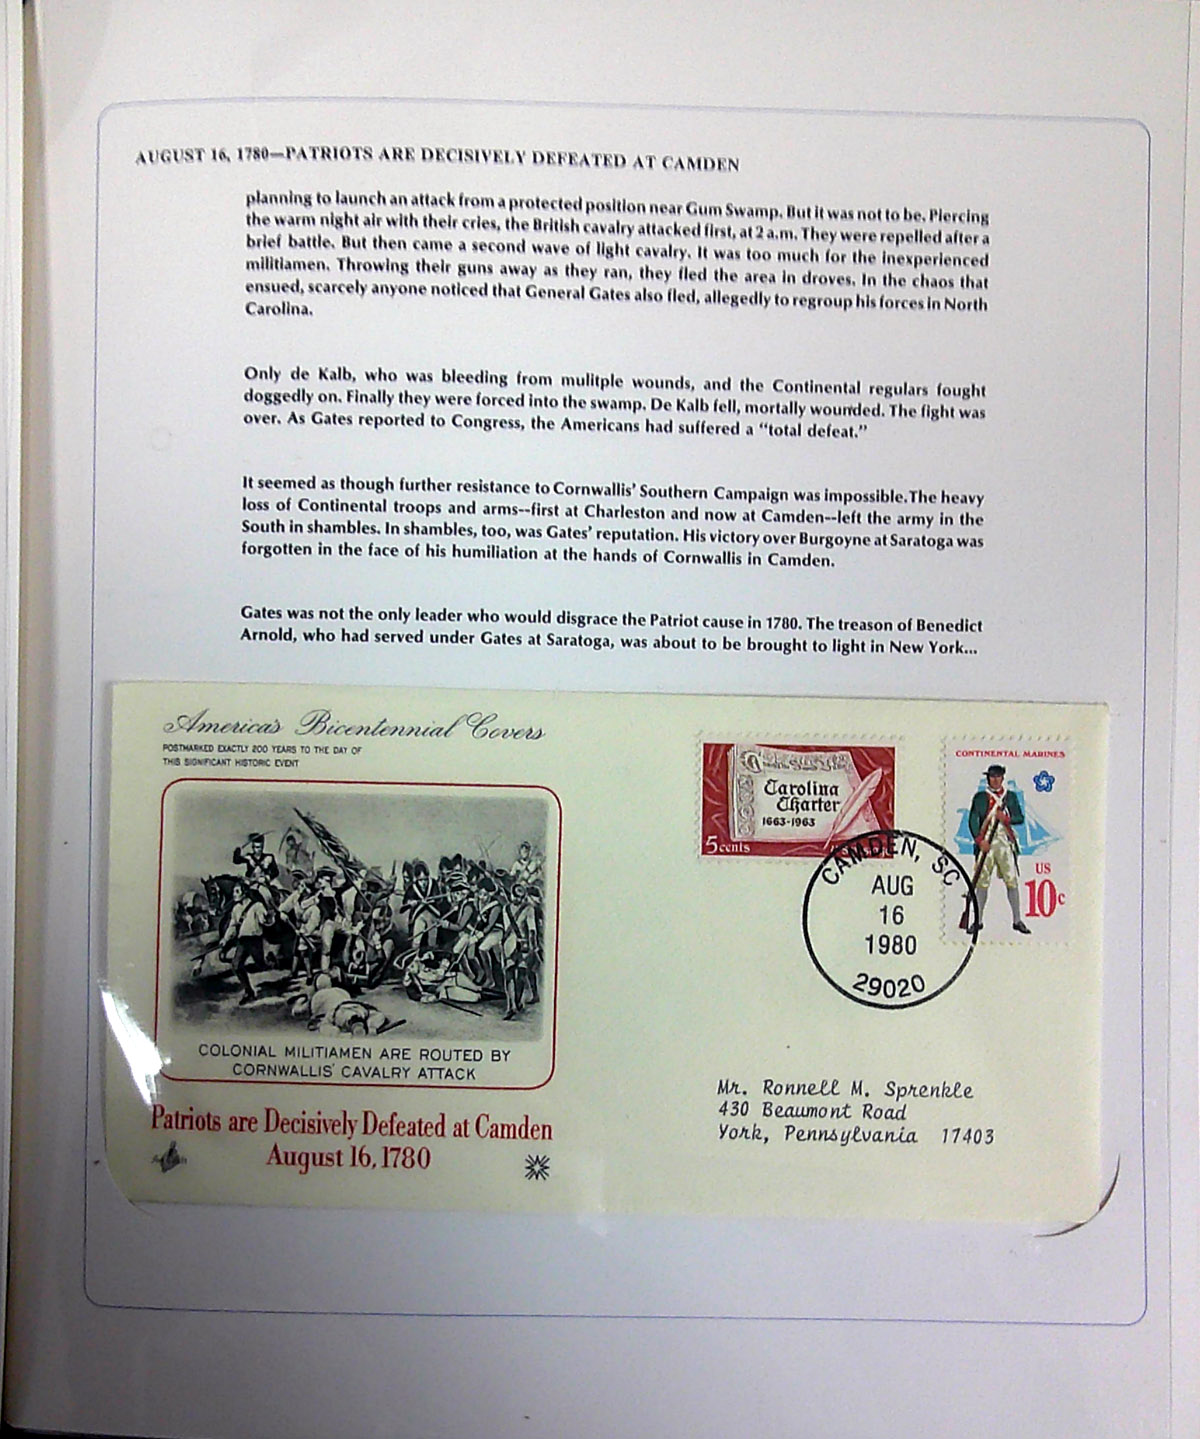 AUGUST 16, 1780—PATRIOTS ARE DECISIVELY DEFEATED AT CAMDEN
planning to launch an attack from a protected position near Gum Swamp. But it was not to be. Piercing
the warm night air with their cries, the British cavalry attacked first, at 2 a.m. They were repelled after a
brief battle. But then came a second wave of light cavalry. It was too much for the inexperienced
militiamen. Throwing their guns away as they ran, they fled the area in droves. In the chaos that
ensued, scarcely anyone noticed that General Gates also fled, allegedly to regroup his forces in North
Carolina.
Only de Kalb, who was bleeding from mulitple wounds, and the Continental regulars fought
doggedly on. Finally they were forced into the swamp. De Kalb fell, mortally wounded. The fight was
over. As Gates reported to Congress, the Americans had suffered a “total defeat.”
It seemed as though further resistance to Cornwallis’ Southern Campaign was impossible.The heavy
loss of Continental troops and arms--first at Charleston and now at Camden--left the army in the
South in shambles. In shambles, too, was Gates’ reputation. His victory over Burgoyne at Saratoga was
forgotten in the face of his humiliation at the hands of Cornwallis in Camden.
Gates was not the only leader who would disgrace the Patriot cause in 1780. The treason of Benedict
Arnold, who had served under Gates at Saratoga, was about to be brought to light in New York...
America's Bicentennial Covers
POSTMARKED EXACTLY 200 YEARS TO THE DAY OF
THIS SIGNIFICANT HISTORIC EVENT
COLONIAL MILITIAMEN ARE ROUTED BY
CORNWALLIS' CAVALRY ATTACK
Patriots are Decisively Defeated at Camden
August 16, 1780
Carolina
Charter
1663-1963
5 cents
CONTINENTAL MARINES
US
10c
CAMDEN, SC
AUG
16
1980
29020
Mr. Ronnell M. Sprenkle
430 Beaumont Road
York, Pennsylvania 17403